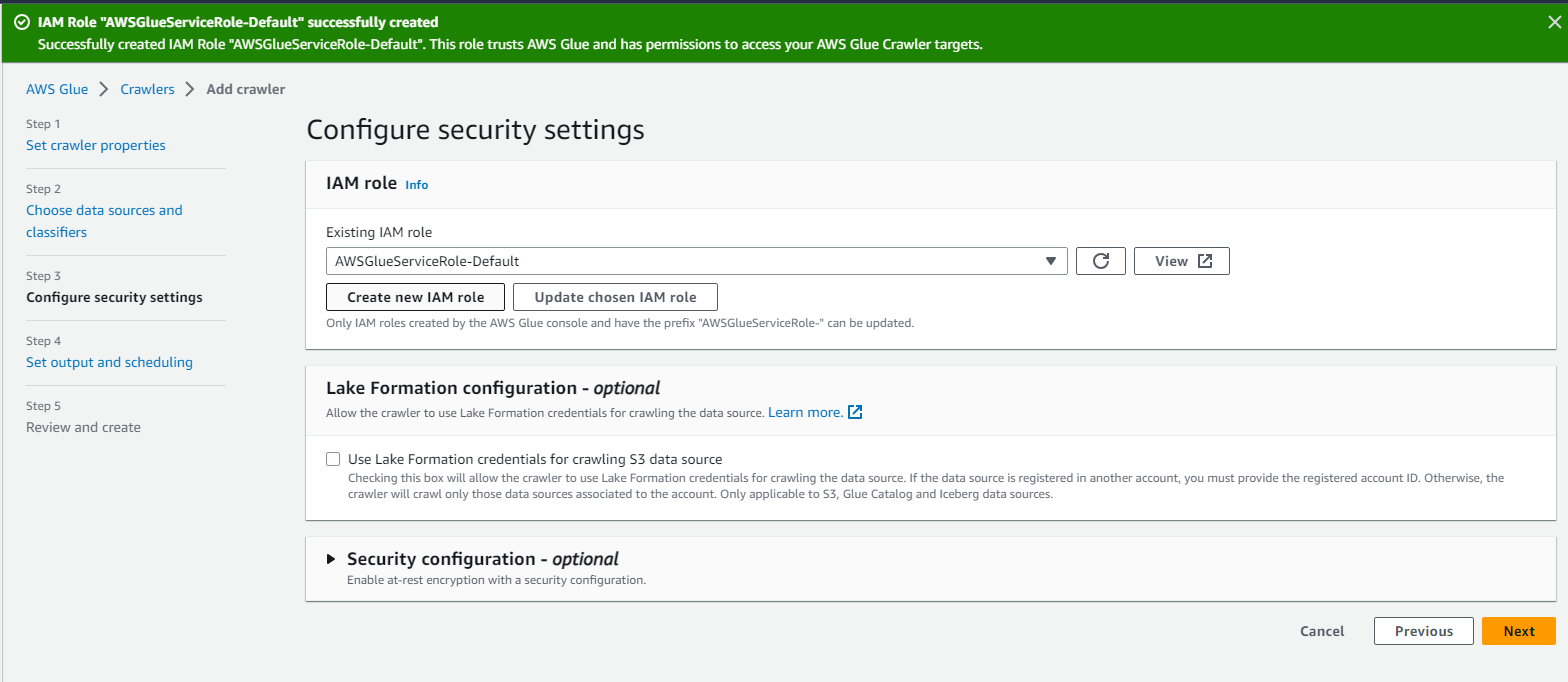 IAM Role "AWSGlueServiceRole-Default" successfully created
Successfully created IAM Role "AWSGlueServiceRole-Default". This role trusts AWS Glue and has permissions to access your AWS Glue Crawler targets.
AWS Glue > Crawlers > Add crawler
Step 1
Set crawler properties
Step 2
Choose data sources and
classifiers
Step 3
Configure security settings
Step 4
Set output and scheduling
Step 5
Review and create
Configure security settings
IAM role Info
Existing IAM role
AWSGlueServiceRole-Default
View
Create new IAM role Update chosen IAM role
Only IAM roles created by the AWS Glue console and have the prefix "AWSGlueServiceRole-" can be updated.
Lake Formation configuration - optional
Allow the crawler to use Lake Formation credentials for crawling the data source. Learn more.
Use Lake Formation credentials for crawling S3 data source
Checking this box will allow the crawler to use Lake Formation credentials for crawling the data source. If the data source is registered in another account, you must provide the registered account ID. Otherwise, the
crawler will crawl only those data sources associated to the account. Only applicable to S3, Glue Catalog and Iceberg data sources.
Security configuration - optional
Enable at-rest encryption with a security configuration.
Cancel Previous Next